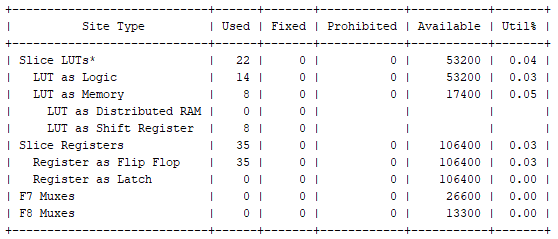 +----------------------------+------+-------+------------+-----------+-------+
|          Site Type         | Used | Fixed | Prohibited | Available | Util% |
+----------------------------+------+-------+------------+-----------+-------+
| Slice LUTs*                |   22 |     0 |          0 |     53200 |  0.04 |
|   LUT as Logic             |   14 |     0 |          0 |     53200 |  0.03 |
|   LUT as Memory            |    8 |     0 |          0 |     17400 |  0.05 |
|     LUT as Distributed RAM |    0 |     0 |            |           |       |
|     LUT as Shift Register  |    8 |     0 |            |           |       |
| Slice Registers            |   35 |     0 |          0 |    106400 |  0.03 |
|   Register as Flip Flop    |   35 |     0 |          0 |    106400 |  0.03 |
|   Register as Latch        |    0 |     0 |          0 |    106400 |  0.00 |
| F7 Muxes                   |    0 |     0 |          0 |     26600 |  0.00 |
| F8 Muxes                   |    0 |     0 |          0 |     13300 |  0.00 |
+----------------------------+------+-------+------------+-----------+-------+